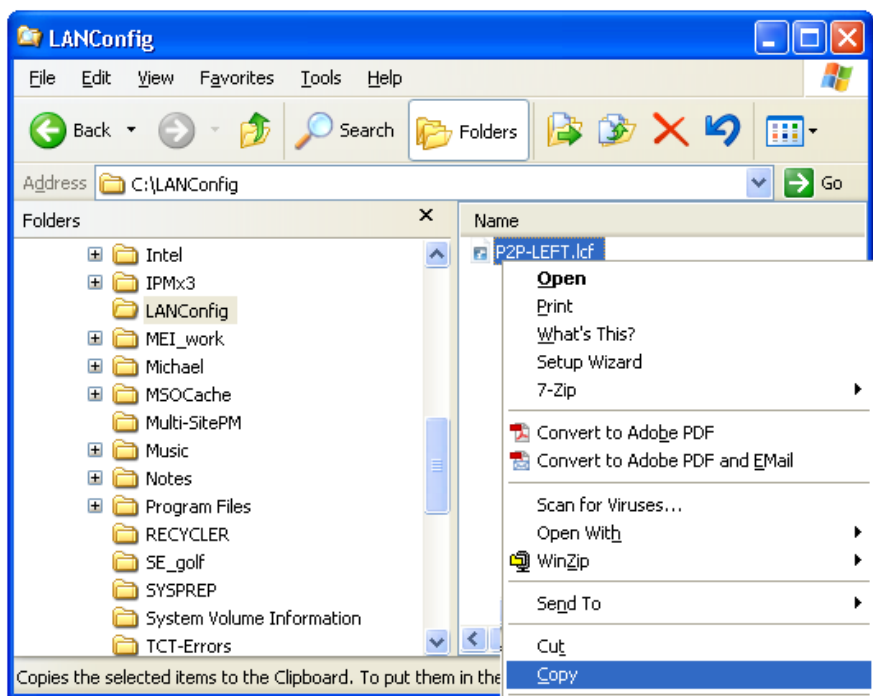 LANConfig
File Edit View Favorites Tools Help
Back Search Folders
Address C:\LANConfig Go
Folders
Name
Intel
IPMx3
LANConfig
MEI_work
Michael
MSOCache
Multi-SitePM
Music
Notes
Program Files
RECYCLER
SE_golf
SYSPREP
System Volume Information
TCT-Errors
P2P-LEFT.lcf
Open
Print
What's This?
Setup Wizard
7-Zip
Convert to Adobe PDF
Convert to Adobe PDF and EMail
Scan for Viruses...
Open With
WinZip
Send To
Cut
Copy
Copies the selected items to the Clipboard. To put them in the